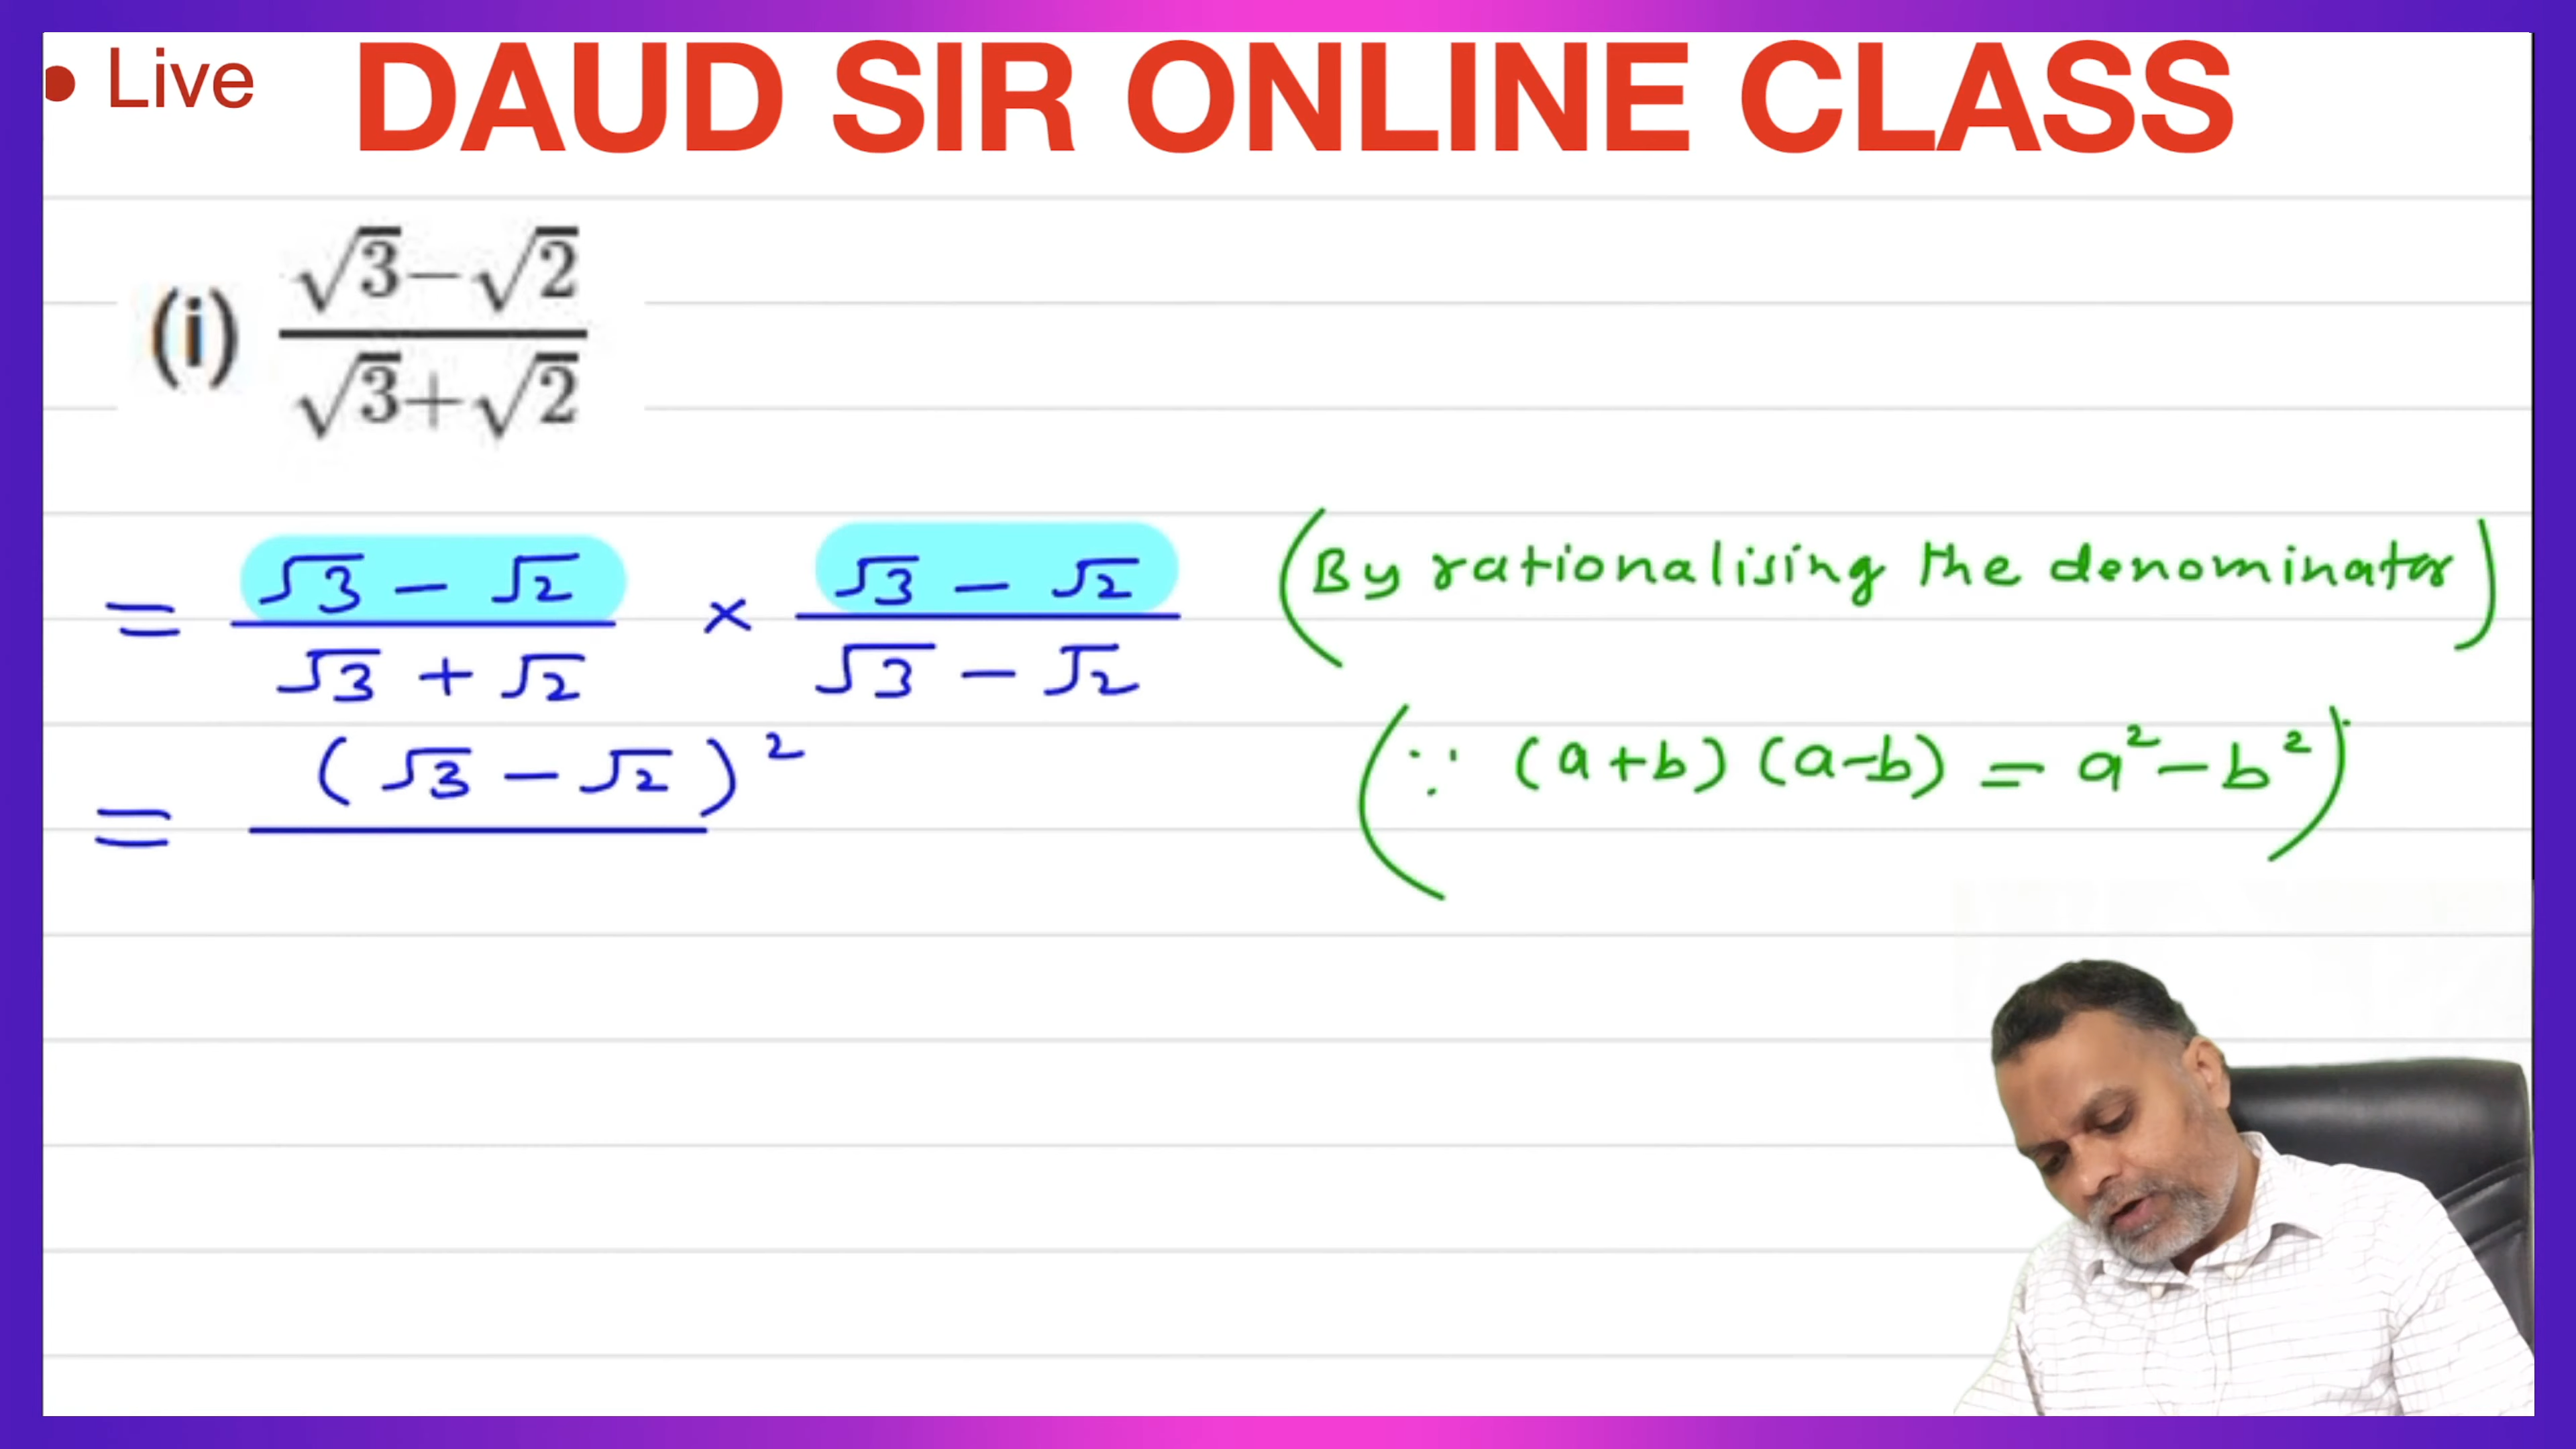 • Live DAUD SIR ONLINE CLASS
(i) (√3−√2)/(√3+√2)
= (√3 − √2)/(√3 + √2) × (√3 − √2)/(√3 − √2) (By rationalising the denominator)
= (√3 − √2)² (∵ (a+b) (a-b) = a² − b²)